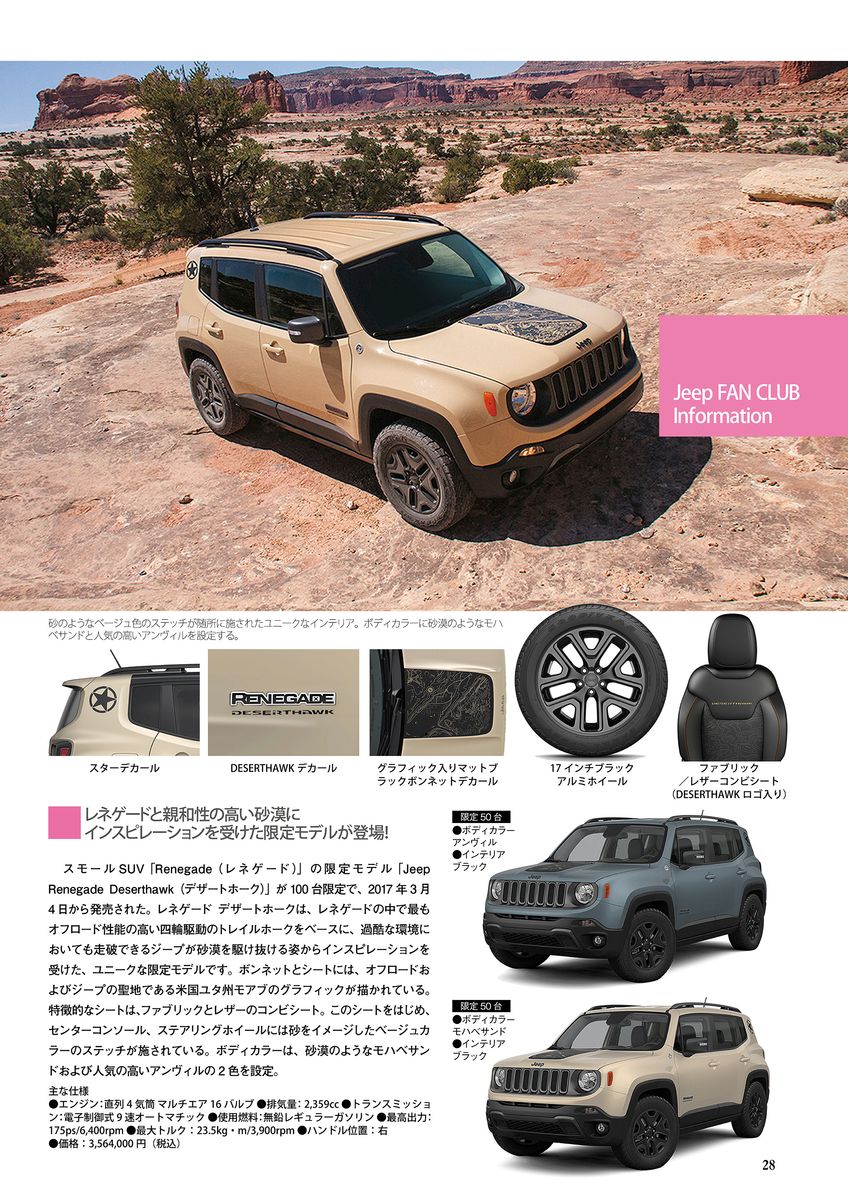 Jeep FAN CLUB
Information
Jeep
砂のようなベージュ色のステッチが随所に施されたユニークなインテリア。ボディカラーに砂漠のようなモハ
ベサンドと人気の高いアンヴィルを設定する。
RENEGADE
DESERTHAWK
Jeep
DESERTHAWK
スターデカール
DESERTHAWK デカール
グラフィック入りマットブ
ラックボンネットデカール
17 インチブラック
アルミホイール
ファブリック
／レザーコンビシート
（DESERTHAWK ロゴ入り）
レネゲードと親和性の高い砂漠に
インスピレーションを受けた限定モデルが登場!
スモール SUV「Renegade（レネゲード）」の限定モデル「Jeep
Renegade Deserthawk（デザートホーク）」が 100 台限定で、2017 年 3 月
4 日から発売された。レネゲード デザートホークは、レネゲードの中で最も
オフロード性能の高い四輪駆動のトレイルホークをベースに、過酷な環境に
おいても走破できるジープが砂漠を駆け抜ける姿からインスピレーションを
受けた、ユニークな限定モデルです。ボンネットとシートには、オフロードお
よびジープの聖地である米国ユタ州モアブのグラフィックが描かれている。
特徴的なシートは、ファブリックとレザーのコンビシート。このシートをはじめ、
センターコンソール、ステアリングホイールには砂をイメージしたベージュカ
ラーのステッチが施されている。ボディカラーは、砂漠のようなモハベサン
ドおよび人気の高いアンヴィルの 2 色を設定。
主な仕様
●エンジン：直列 4 気筒 マルチエア 16 バルブ ●排気量：2,359cc ●トランスミッショ
ン：電子制御式 9 速オートマチック ●使用燃料：無鉛レギュラーガソリン ●最高出力：
175ps/6,400rpm ●最大トルク：23.5kg・m/3,900rpm ●ハンドル位置：右
●価格：3,564,000 円（税込）
限定 50 台
●ボディカラー
アンヴィル
●インテリア
ブラック
Jeep
限定 50 台
●ボディカラー
モハベサンド
●インテリア
ブラック
Jeep
28